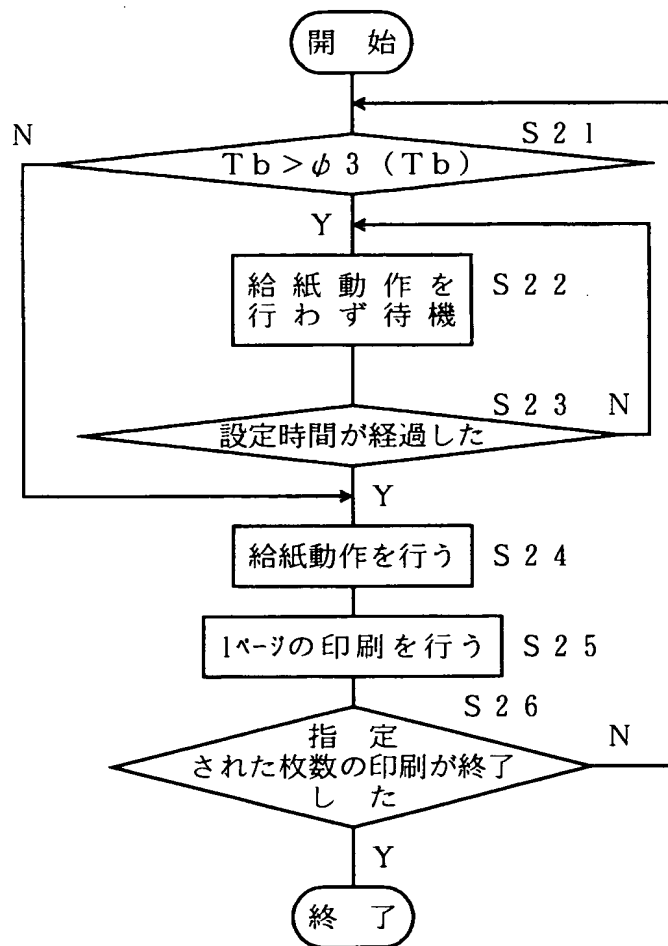 開 始
N
S21
Tb>φ3(Tb)
Y
給紙動作を
行わず待機
S22
S23
N
設定時間が経過した
Y
給紙動作を行う
S24
1ページの印刷を行う
S25
S26
指 定
された枚数の印刷が終了
した
N
Y
終 了